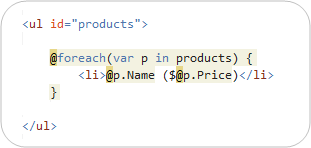 <ul id="products">
@foreach(var p in products) {
<li>@p.Name ($@p.Price)</li>
}
</ul>